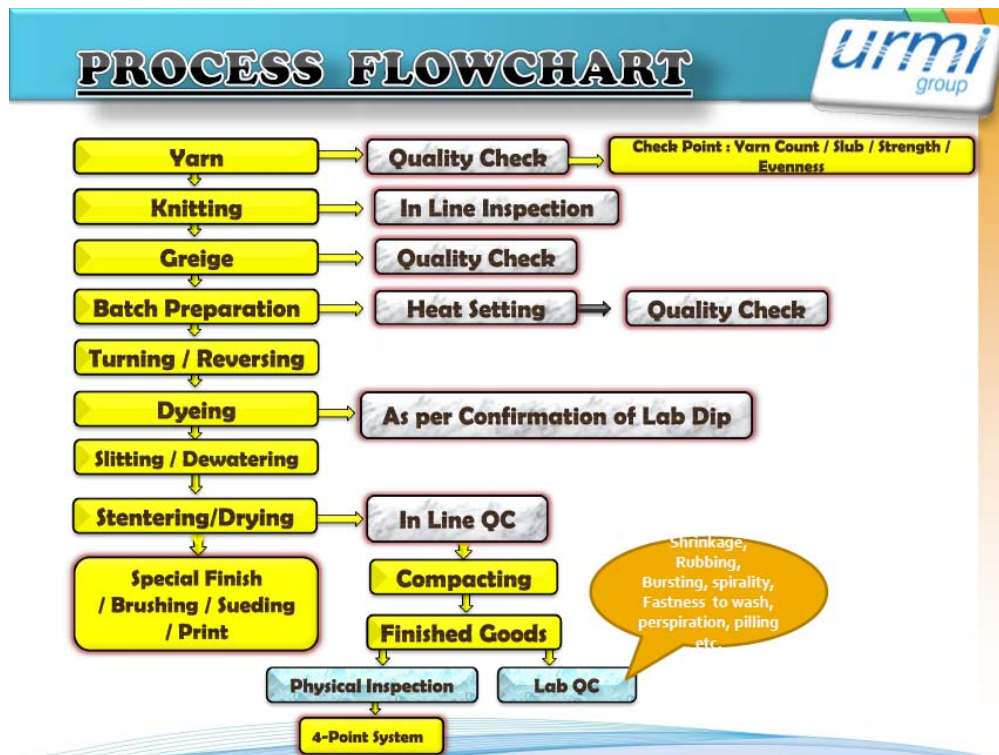 PROCESS FLOWCHART
urmi
group
Yarn
Quality Check
Check Point : Yarn Count / Slub / Strength /
Evenness
Knitting
In Line Inspection
Greige
Quality Check
Batch Preparation
Heat Setting
Quality Check
Turning / Reversing
Dyeing
As per Confirmation of Lab Dip
Slitting / Dewatering
Stentering/Drying
In Line QC
Special Finish
/ Brushing / Sueding
/ Print
Compacting
Finished Goods
Shrinkage,
Rubbing,
Bursting, spirality,
Fastness to wash,
perspiration, pilling
etc.
Physical Inspection
Lab QC
4-Point System